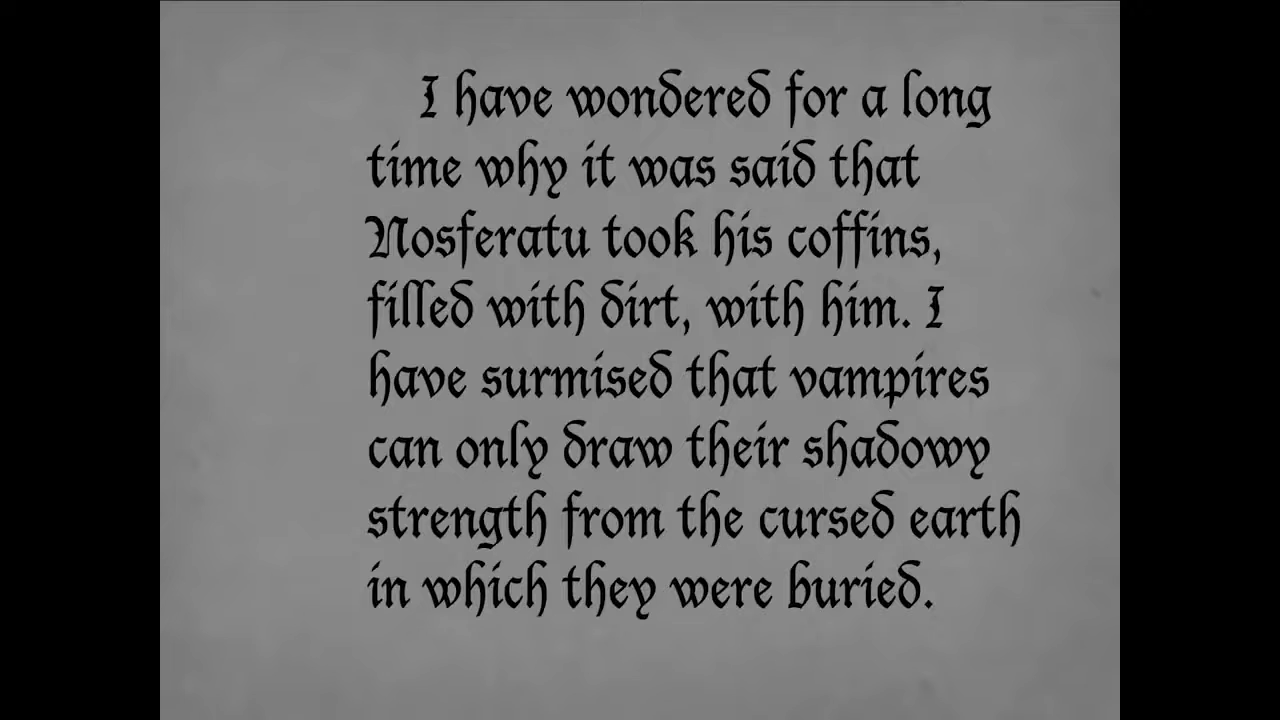 I have wondered for a long
time why it was said that
Nosferatu took his coffins,
filled with dirt, with him. I
have surmised that vampires
can only draw their shadowy
strength from the cursed earth
in which they were buried.